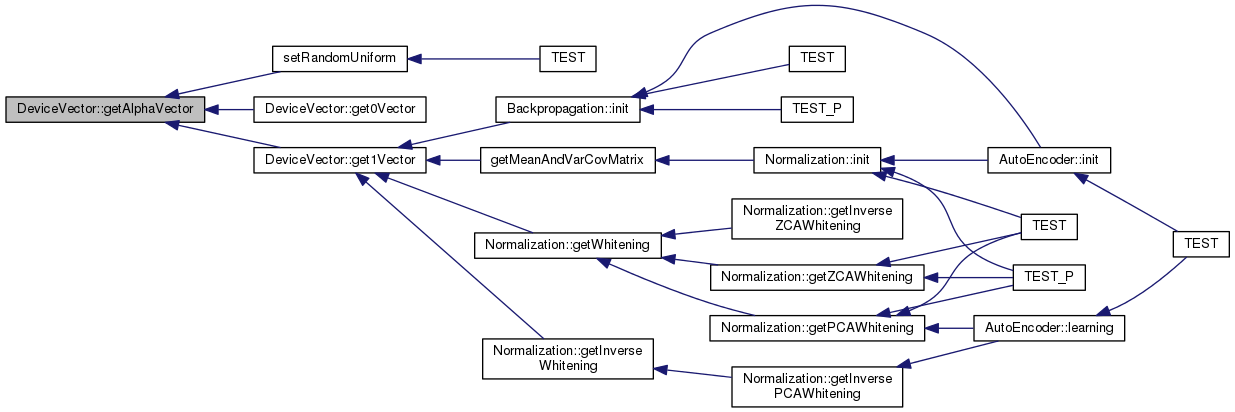 setRandomUniform
TEST
TEST
DeviceVector::getAlphaVector
DeviceVector::get0Vector
Backpropagation::init
TEST_P
DeviceVector::get1Vector
getMeanAndVarCovMatrix
Normalization::init
AutoEncoder::init
Normalization::getInverse
ZCAWhitening
TEST
Normalization::getWhitening
TEST
Normalization::getZCAWhitening
TEST_P
Normalization::getPCAWhitening
AutoEncoder::learning
Normalization::getInverse
Whitening
Normalization::getInverse
PCAWhitening